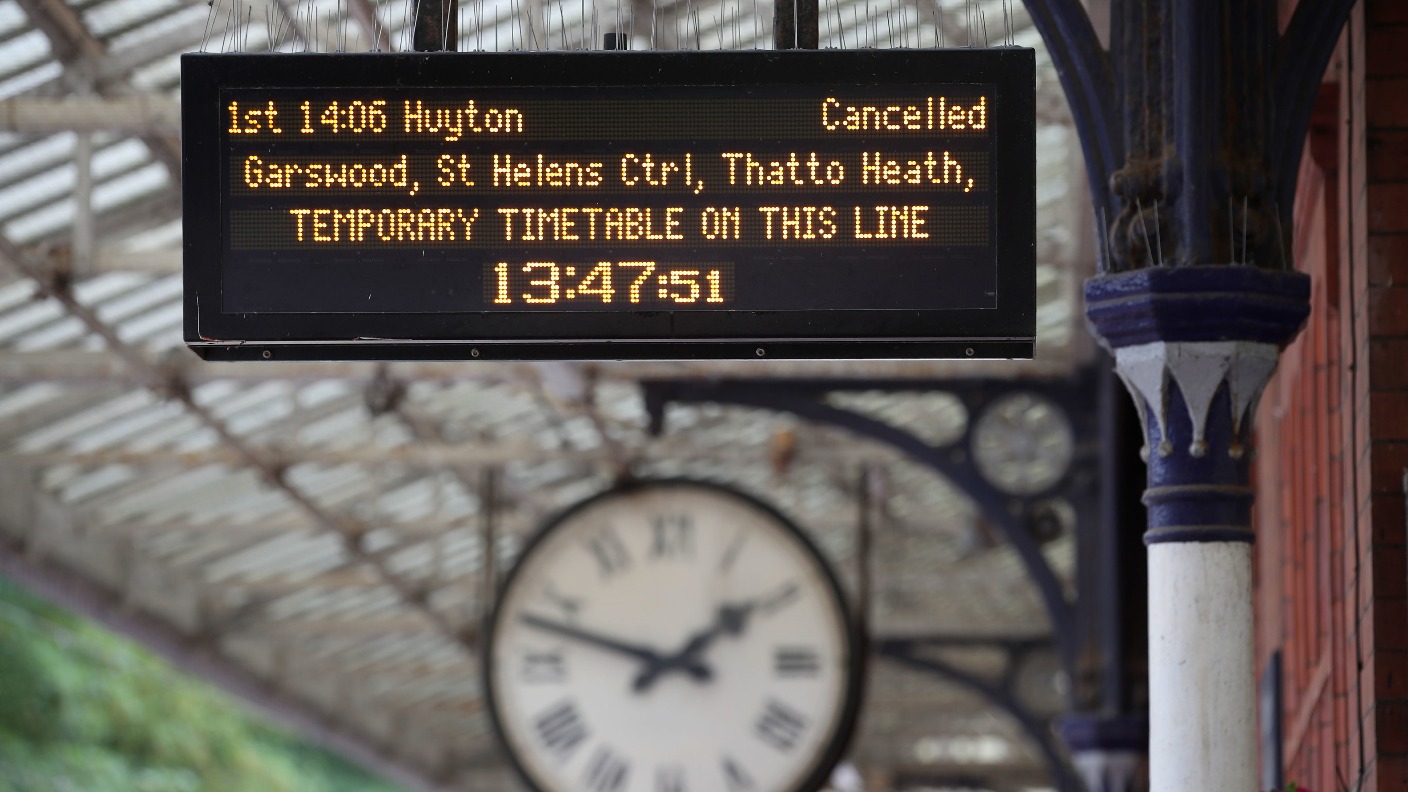 1st 14:06 Huyton Cancelled
Garswood, St Helens Ctrl, Thatto Heath,
TEMPORARY TIMETABLE ON THIS LINE
13:47:51